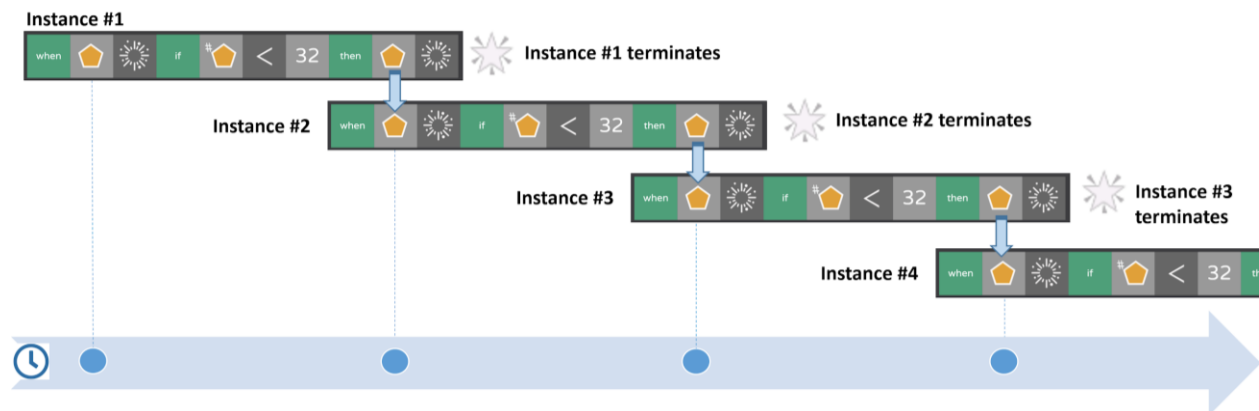 Instance #1
when if # < 32 then
Instance #1 terminates
Instance #2
when if # < 32 then
Instance #2 terminates
Instance #3
when if # < 32 then
Instance #3
terminates
Instance #4
when if # < 32 th